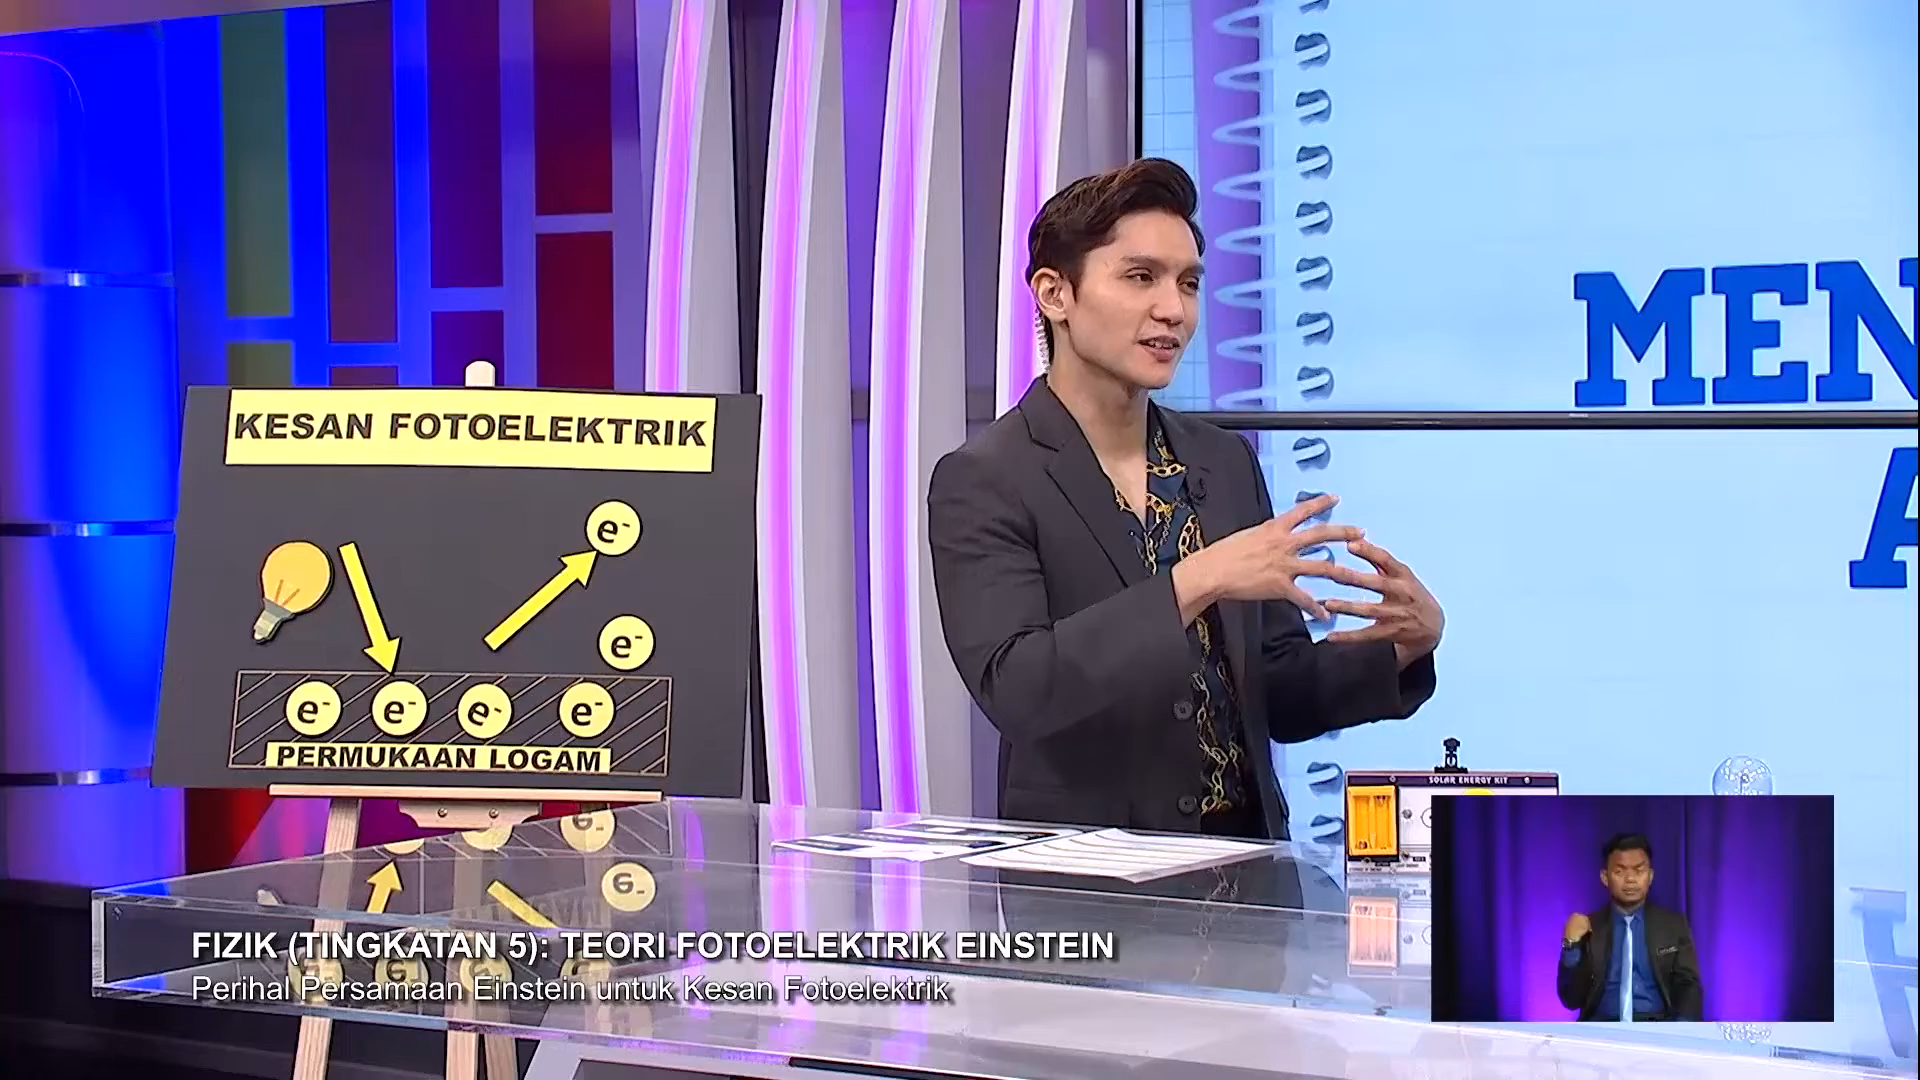 KESAN FOTOELEKTRIK
e-
e-
e- e- e- e-
PERMUKAAN LOGAM
MEN
A
SOLAR ENERGY KIT
FIZIK (TINGKATAN 5): TEORI FOTOELEKTRIK EINSTEIN
Perihal Persamaan Einstein untuk Kesan Fotoelektrik